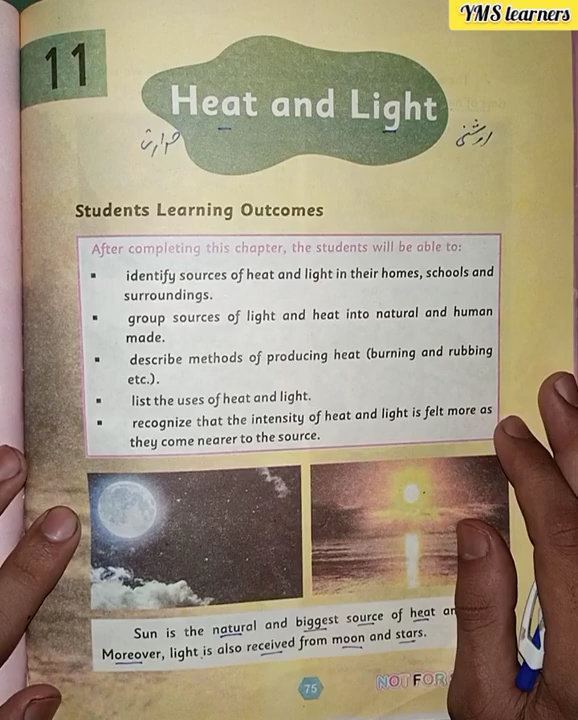 YMS learners
11
Heat and Light
حرارت
روشنی
Students Learning Outcomes
After completing this chapter, the students will be able to:
▪ identify sources of heat and light in their homes, schools and
surroundings.
▪ group sources of light and heat into natural and human
made.
▪ describe methods of producing heat (burning and rubbing
etc.).
▪ list the uses of heat and light.
▪ recognize that the intensity of heat and light is felt more as
they come nearer to the source.
Sun is the natural and biggest source of heat
Moreover, light is also received from moon and stars.
75
NOT FOR